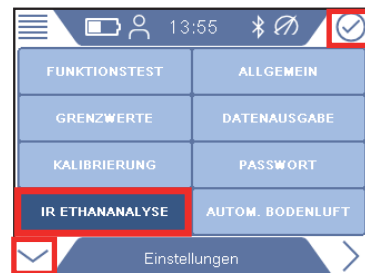 13:55
FUNKTIONSTEST ALLGEMEIN
GRENZWERTE DATENAUSGABE
KALIBRIERUNG PASSWORT
IR ETHANANALYSE AUTOM. BODENLUFT
Einstellungen